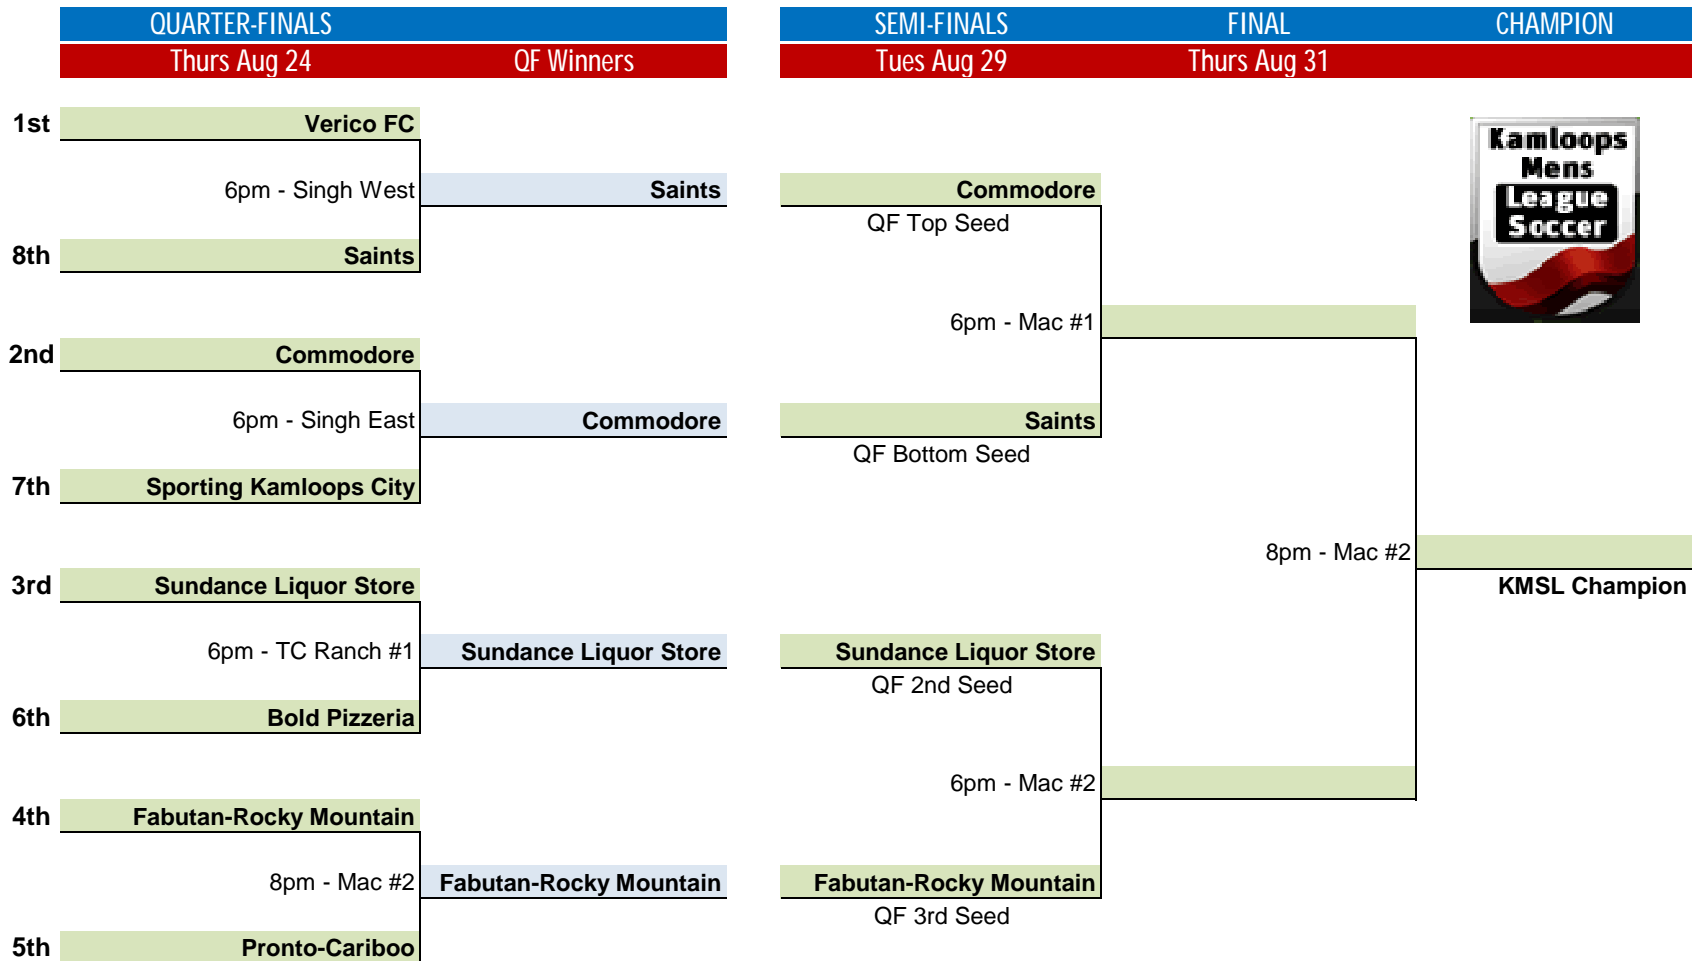 QUARTER-FINALS SEMI-FINALS FINAL CHAMPION
Thurs Aug 24 QF Winners Tues Aug 29 Thurs Aug 31
1st Verico FC
Kamloops
Mens
League
Soccer
6pm - Singh West Saints Commodore
QF Top Seed
8th Saints
6pm - Mac #1
2nd Commodore
6pm - Singh East Commodore Saints
QF Bottom Seed
7th Sporting Kamloops City
8pm - Mac #2
3rd Sundance Liquor Store KMSL Champion
6pm - TC Ranch #1 Sundance Liquor Store Sundance Liquor Store
QF 2nd Seed
6th Bold Pizzeria
6pm - Mac #2
4th Fabutan-Rocky Mountain
8pm - Mac #2 Fabutan-Rocky Mountain Fabutan-Rocky Mountain
QF 3rd Seed
5th Pronto-Cariboo